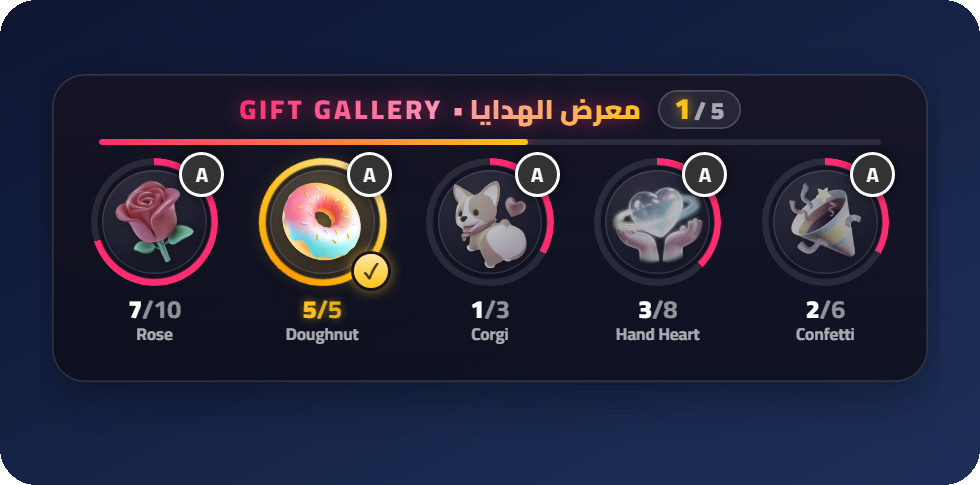 GIFT GALLERY • معرض الهدايا 1/5
A
A
A
A
A
7/10
Rose
5/5
Doughnut
1/3
Corgi
3/8
Hand Heart
2/6
Confetti